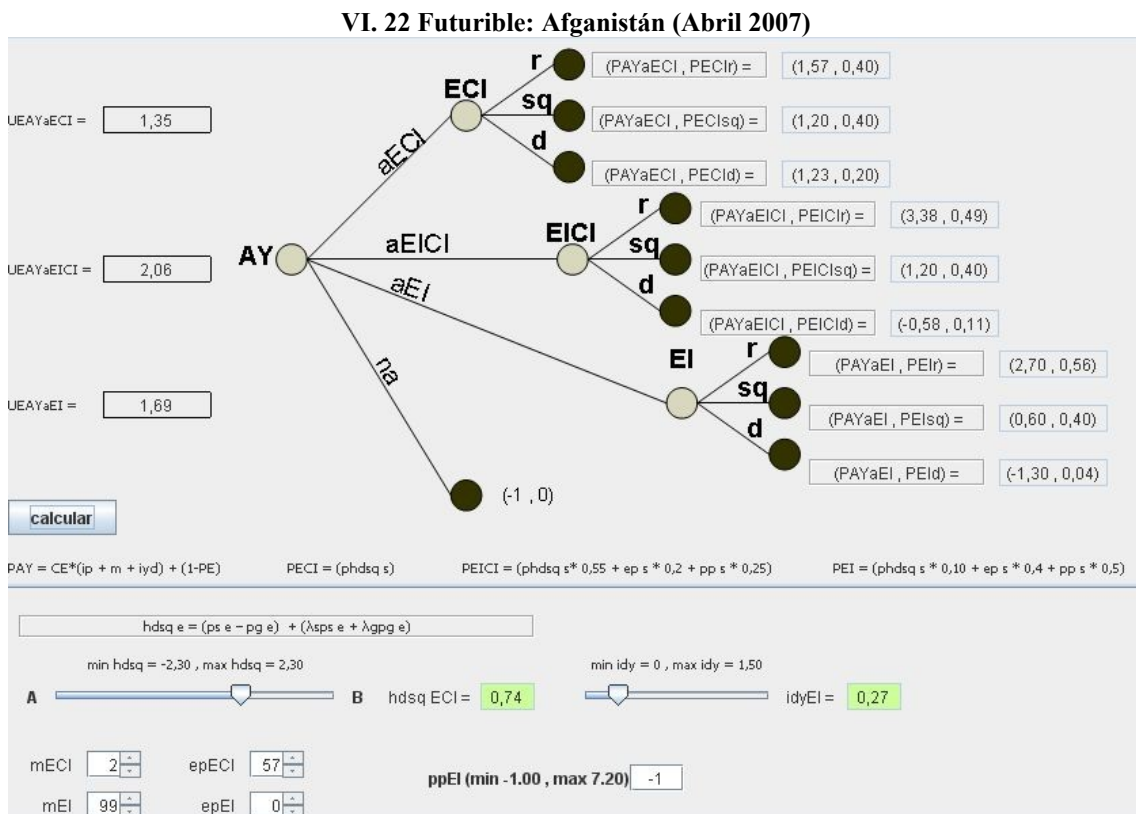 VI. 22 Futurible: Afganistán (Abril 2007)
r (PAYaECI , PECIr) = (1,57 , 0,40)
ECI
UEAYaECI = 1,35 sq (PAYaECI , PECIsq) = (1,20 , 0,40)
d
aECI (PAYaECI , PECId) = (1,23 , 0,20)
r (PAYaEICI , PEICIr) = (3,38 , 0,49)
AY aEICI EICI sq
UEAYaEICI = 2,06 (PAYaEICI , PEICIsq) = (1,20 , 0,40)
aEI d
(PAYaEICI , PEICId) = (-0,58 , 0,11)
EI r (PAYaEI , PEIr) = (2,70 , 0,56)
na sq
UEAYaEI = 1,69 (PAYaEI , PEIsq) = (0,60 , 0,40)
d
(PAYaEI , PEId) = (-1,30 , 0,04)
(-1 , 0)
calcular
PAY = CE*(ip + m + iyd) + (1-PE) PECI = (phdsq s) PEICI = (phdsq s* 0,55 + ep s * 0,2 + pp s * 0,25) PEI = (phdsq s * 0,10 + ep s * 0,4 + pp s * 0,5)
hdsq e = (ps e – pg e) + (λsps e + λgpg e)
min hdsq = -2,30 , max hdsq = 2,30 min idy = 0 , max idy = 1,50
A B hdsq ECI = 0,74 idyEI = 0,27
mECI 2 epECI 57
ppEI (min -1.00 , max 7.20) -1
mEI 99 epEI 0